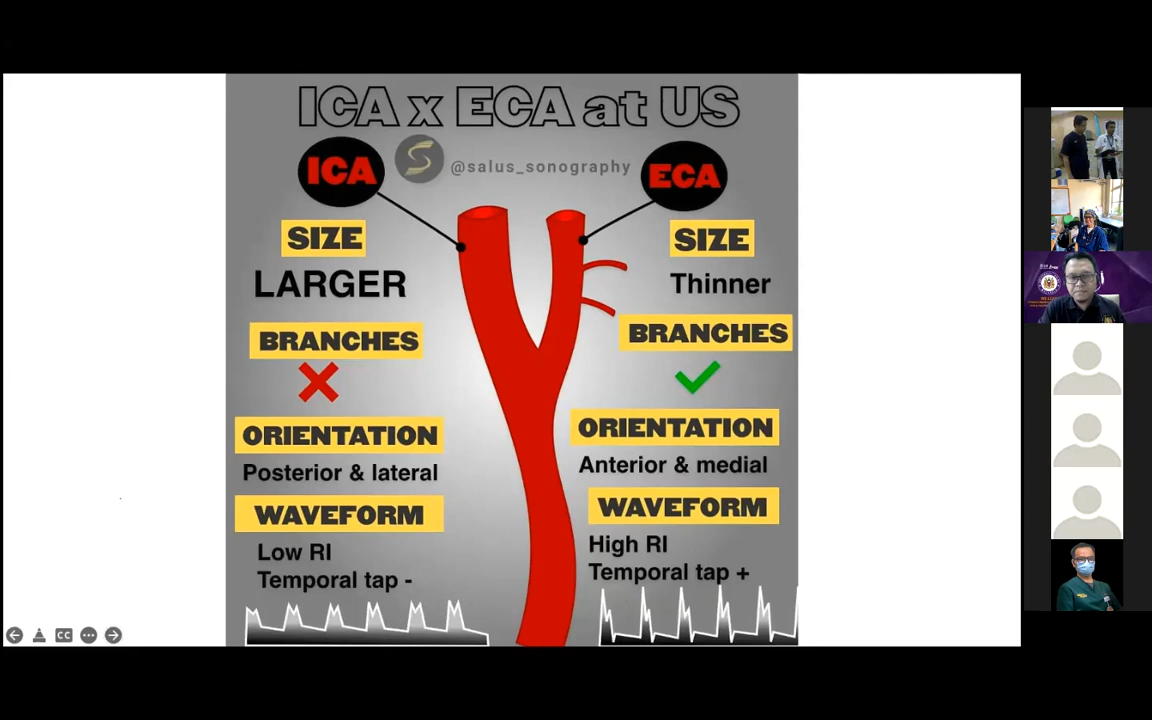 ICA x ECA at US
@salus_sonography
ICA
SIZE
LARGER
BRANCHES
ORIENTATION
Posterior & lateral
WAVEFORM
Low RI
Temporal tap -
ECA
SIZE
Thinner
BRANCHES
ORIENTATION
Anterior & medial
WAVEFORM
High RI
Temporal tap +
CC